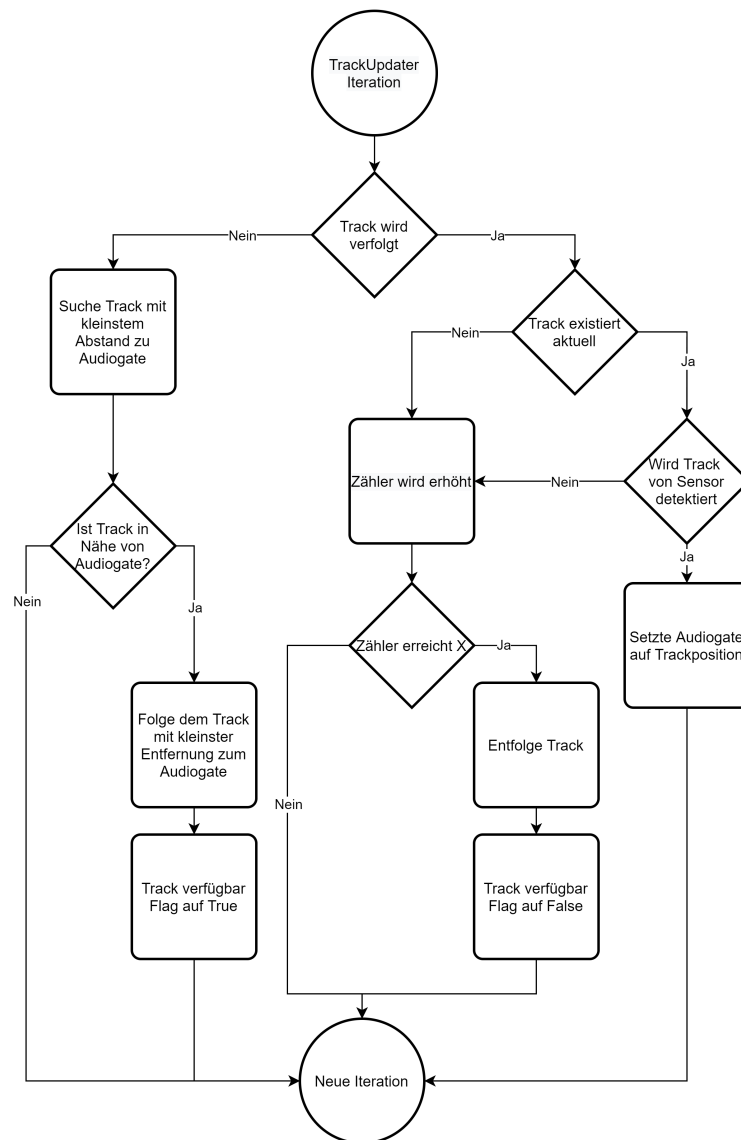 TrackUpdater
Iteration
Track wird
verfolgt
Nein
Ja
Suche Track mit
kleinstem
Abstand zu
Audiogate
Track existiert
aktuell
Nein
Ja
Zähler wird erhöht
Nein
Wird Track
von Sensor
detektiert
Ist Track in
Nähe von
Audiogate?
Nein
Ja
Ja
Zähler erreicht X
Ja
Nein
Setzte Audiogate
auf Trackposition
Folge dem Track
mit kleinster
Entfernung zum
Audiogate
Entfolge Track
Track verfügbar
Flag auf True
Track verfügbar
Flag auf False
Neue Iteration